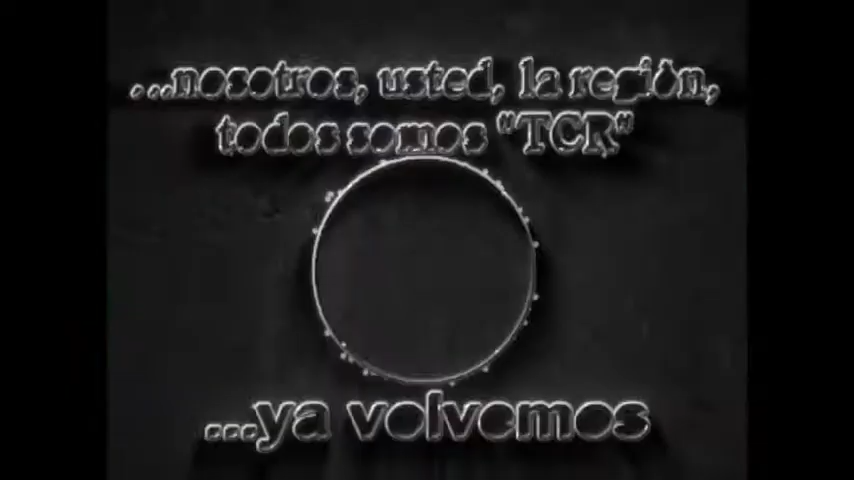 ...nosotros, usted, la región,
todos somos "TCR"
...ya volvemos